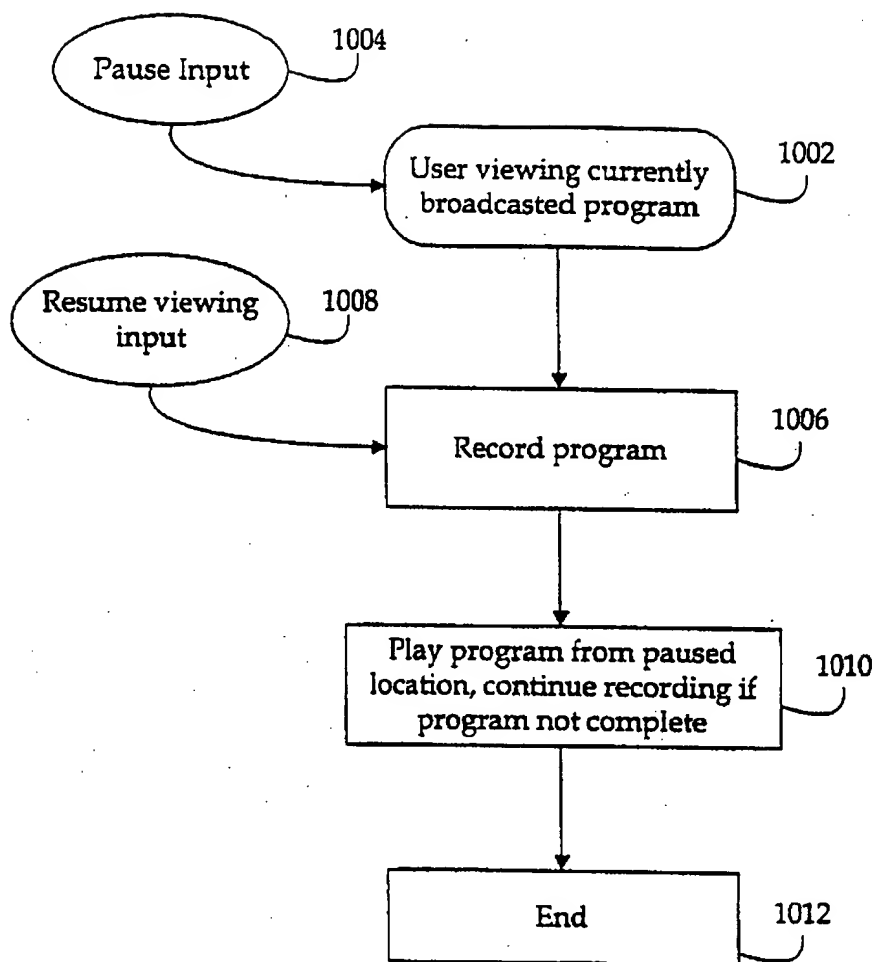 1004
Pause Input
1002
User viewing currently
broadcasted program
1008
Resume viewing
input
1006
Record program
Play program from paused
location, continue recording if
program not complete
1010
End
1012